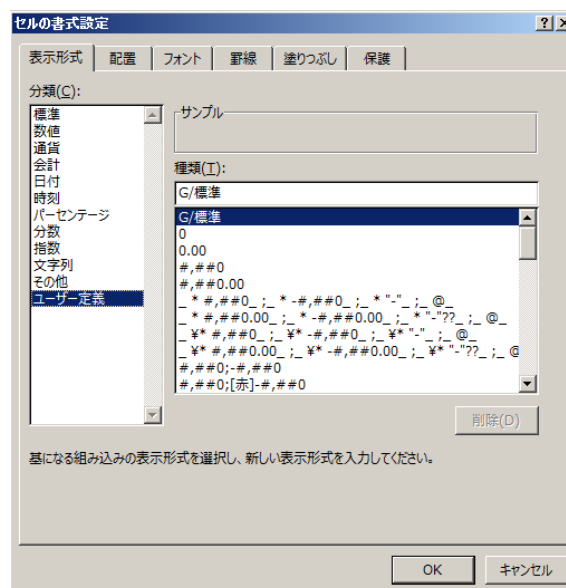 セルの書式設定
表示形式 配置 フォント 罫線 塗りつぶし 保護
分類(C):
標準
数値
通貨
会計
日付
時刻
パーセンテージ
分数
指数
文字列
その他
ユーザー定義
サンプル
種類(T):
G/標準
G/標準
0
0.00
#,##0
#,##0.00
_ * #,##0_ ;_ * -#,##0_ ;_ * "-"_ ;_ @_
_ * #,##0.00_ ;_ * -#,##0.00_ ;_ * "-"??_ ;_ @_
_ ¥* #,##0_ ;_ ¥* -#,##0_ ;_ ¥* "-"_ ;_ @_
_ ¥* #,##0.00_ ;_ ¥* -#,##0.00_ ;_ ¥* "-"??_ ;_ @
#,##0;-#,##0
#,##0;[赤]-#,##0
削除(D)
基になる組み込みの表示形式を選択し、新しい表示形式を入力してください。
OK キャンセル